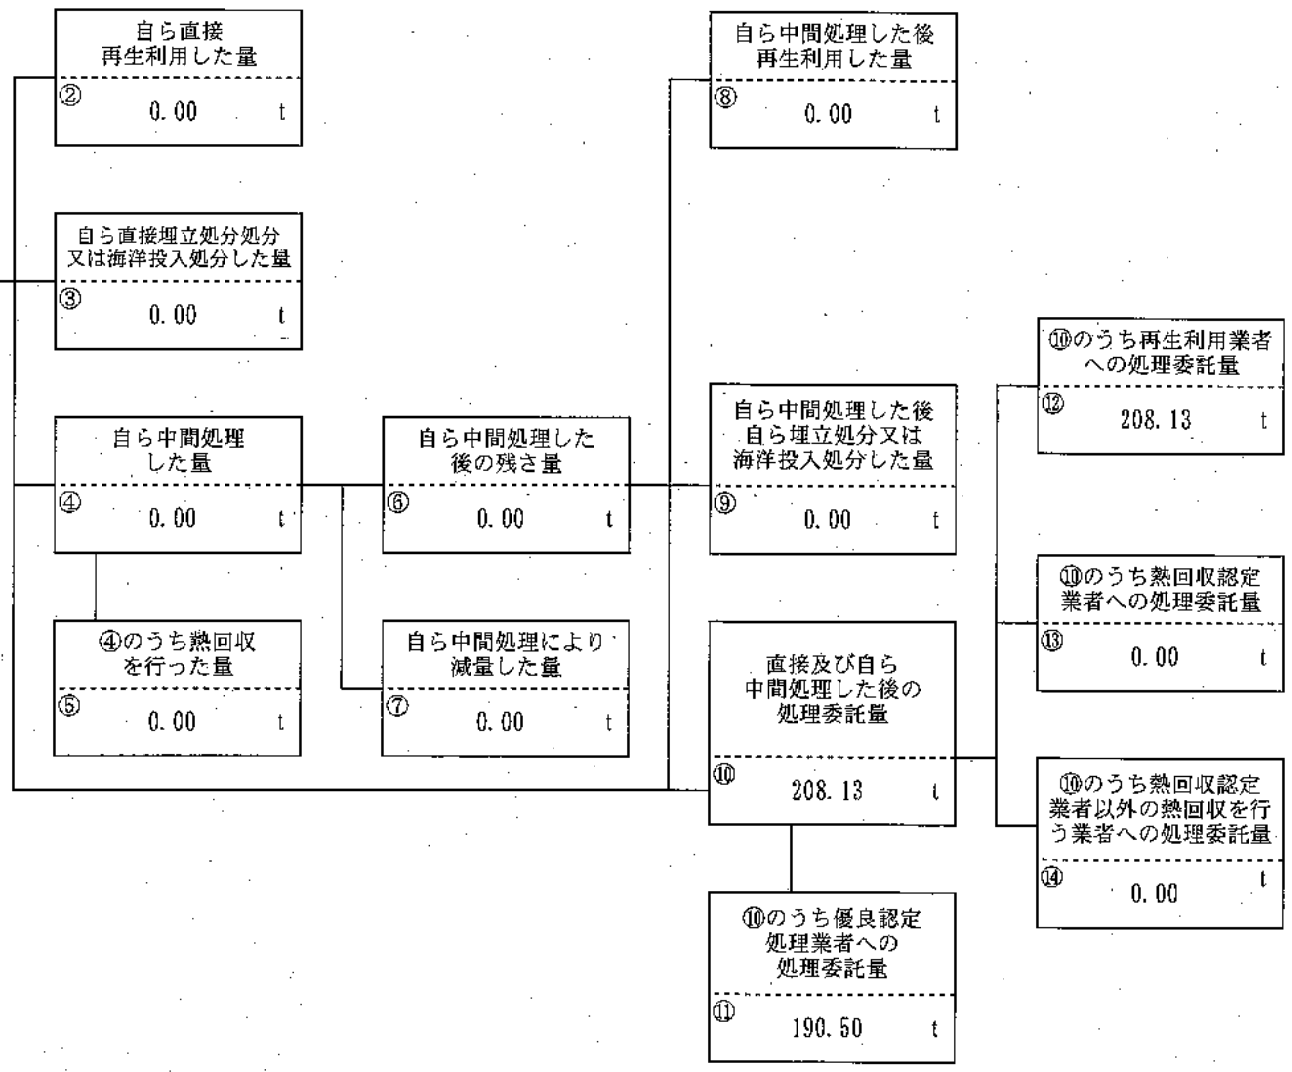 自ら直接
再生利用した量
②
0.00 t
自ら直接埋立処分処分
又は海洋投入処分した量
③
0.00 t
自ら中間処理
した量
④
0.00 t
④のうち熱回収
を行った量
⑤
0.00 t
自ら中間処理した
後の残さ量
⑥
0.00 t
自ら中間処理により
減量した量
⑦
0.00 t
自ら中間処理した後
再生利用した量
⑧
0.00 t
自ら中間処理した後
自ら埋立処分又は
海洋投入処分した量
⑨
0.00 t
直接及び自ら
中間処理した後の
処理委託量
⑩
208.13 t
⑩のうち優良認定
処理業者への
処理委託量
⑪
190.50 t
⑩のうち再生利用業者
への処理委託量
⑫
208.13 t
⑩のうち熱回収認定
業者への処理委託量
⑬
0.00 t
⑩のうち熱回収認定
業者以外の熱回収を行
う業者への処理委託量
⑭
0.00 t